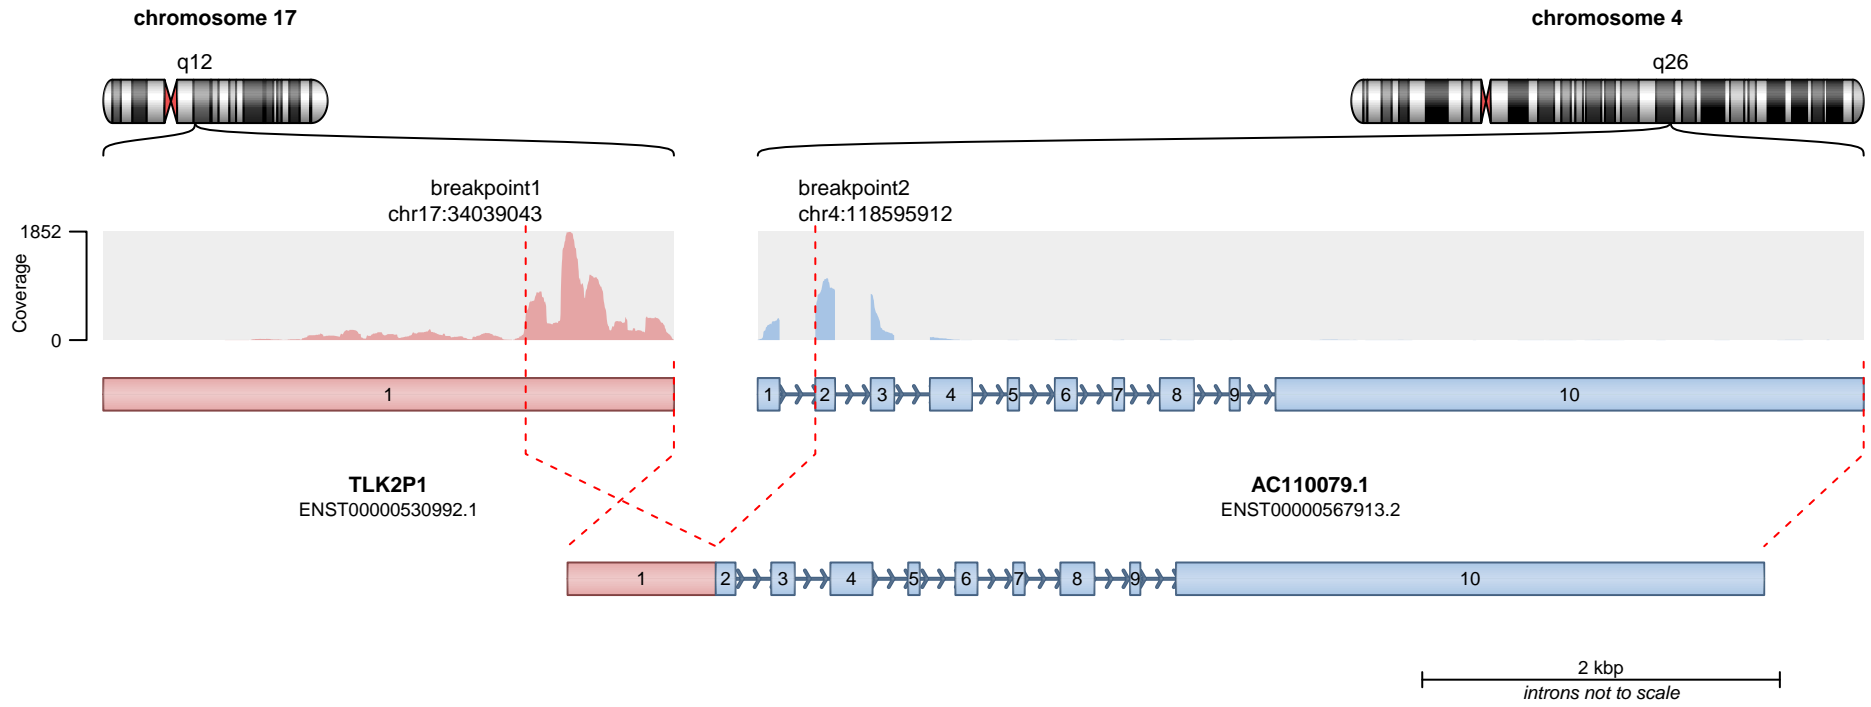 chromosome 17
chromosome 4
q12
q26
breakpoint1
chr17:34039043
breakpoint2
chr4:118595912
1852
Coverage
0
1
1 2 3 4 5 6 7 8 9 10
TLK2P1
ENST00000530992.1
AC110079.1
ENST00000567913.2
1 2 3 4 5 6 7 8 9 10
2 kbp
introns not to scale